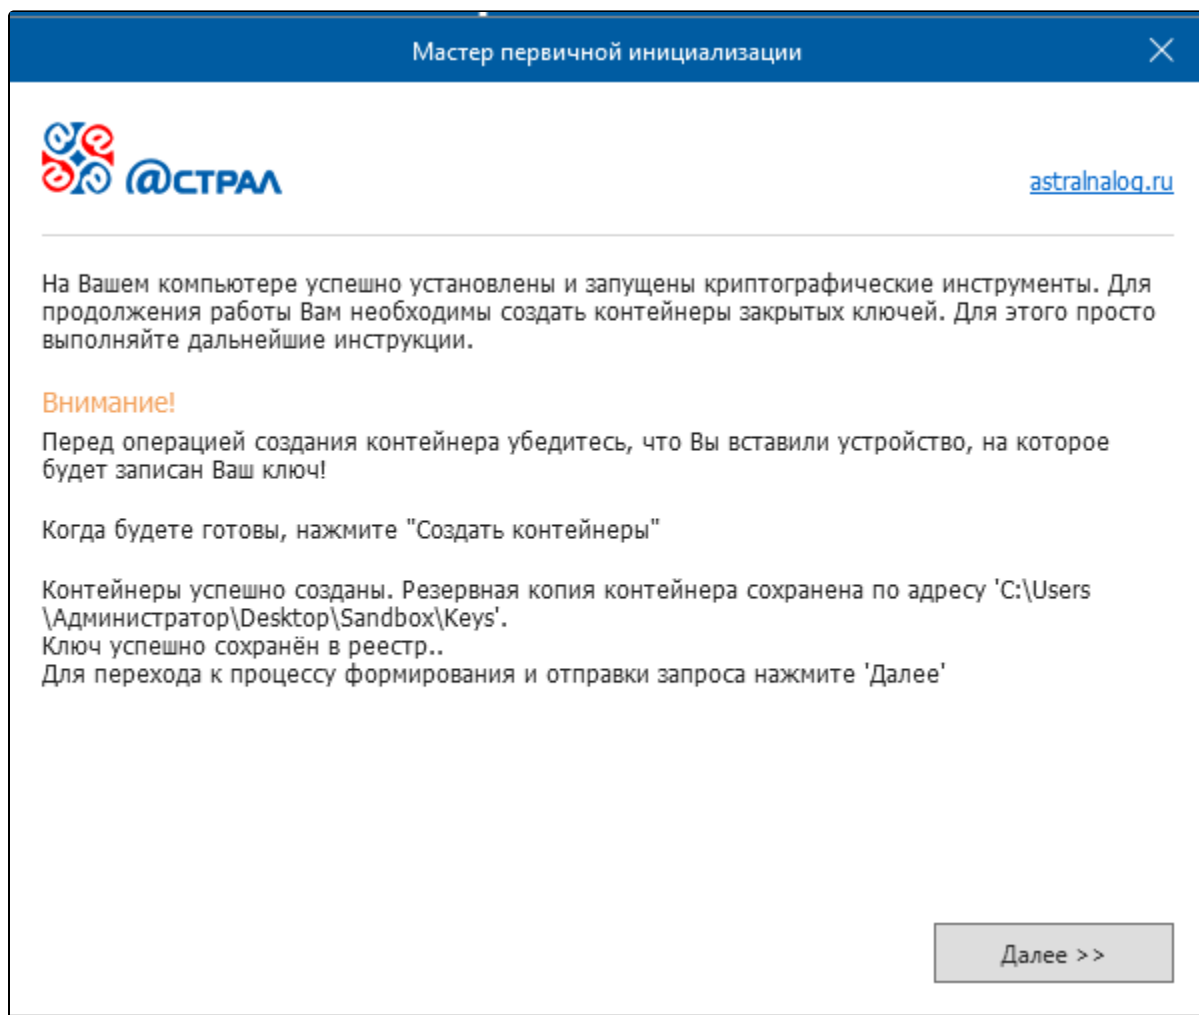 Мастер первичной инициализации
@СТРАЛ
astralnalog.ru
На Вашем компьютере успешно установлены и запущены криптографические инструменты. Для
продолжения работы Вам необходимы создать контейнеры закрытых ключей. Для этого просто
выполняйте дальнейшие инструкции.
Внимание!
Перед операцией создания контейнера убедитесь, что Вы вставили устройство, на которое
будет записан Ваш ключ!
Когда будете готовы, нажмите "Создать контейнеры"
Контейнеры успешно созданы. Резервная копия контейнера сохранена по адресу 'C:\Users
\Администратор\Desktop\Sandbox\Keys'.
Ключ успешно сохранён в реестр..
Для перехода к процессу формирования и отправки запроса нажмите 'Далее'
Далее >>